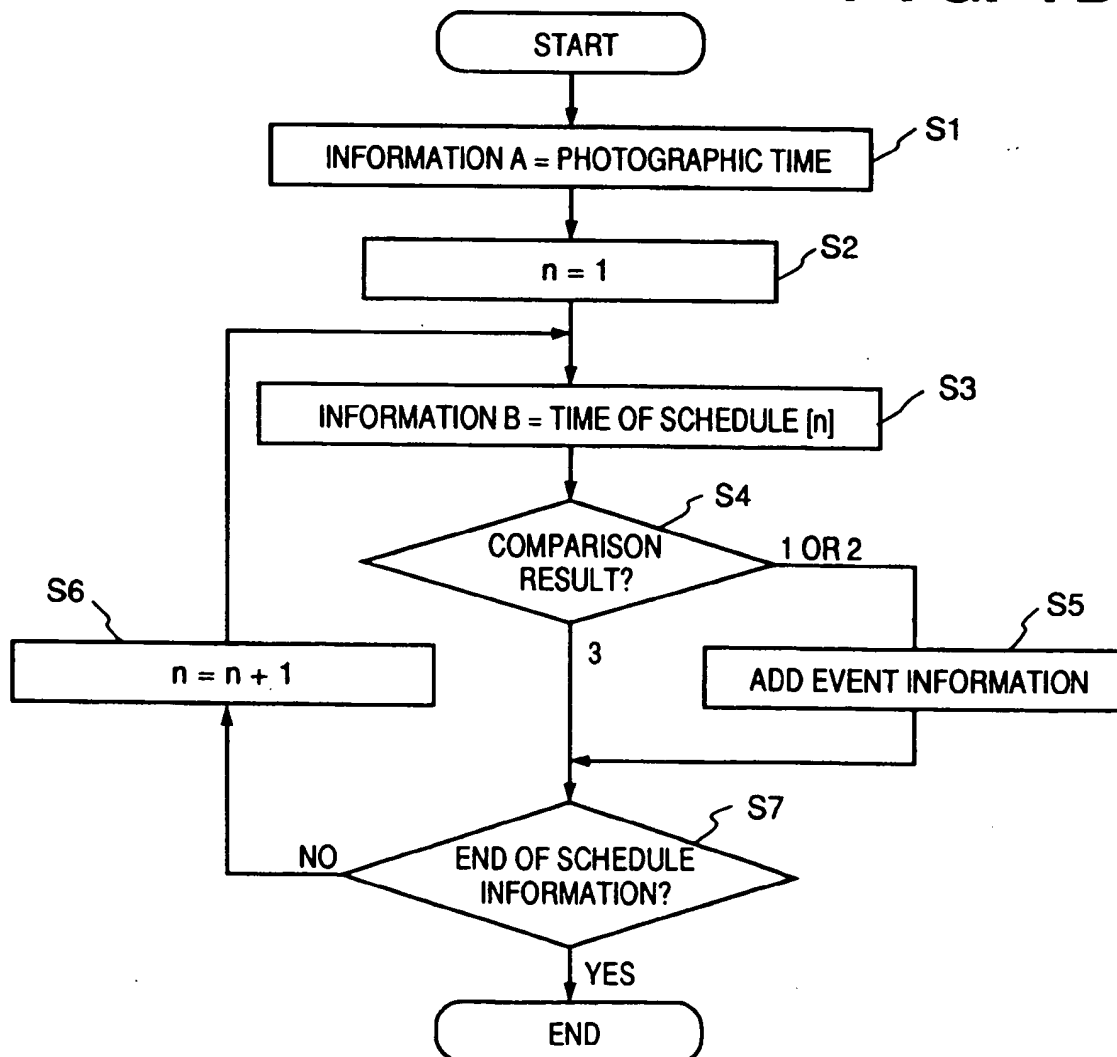 START
S1
INFORMATION A = PHOTOGRAPHIC TIME
S2
n = 1
S3
INFORMATION B = TIME OF SCHEDULE [n]
S4
COMPARISON
RESULT?
1 OR 2
S6
S5
n = n + 1
3
ADD EVENT INFORMATION
S7
NO
END OF SCHEDULE
INFORMATION?
YES
END